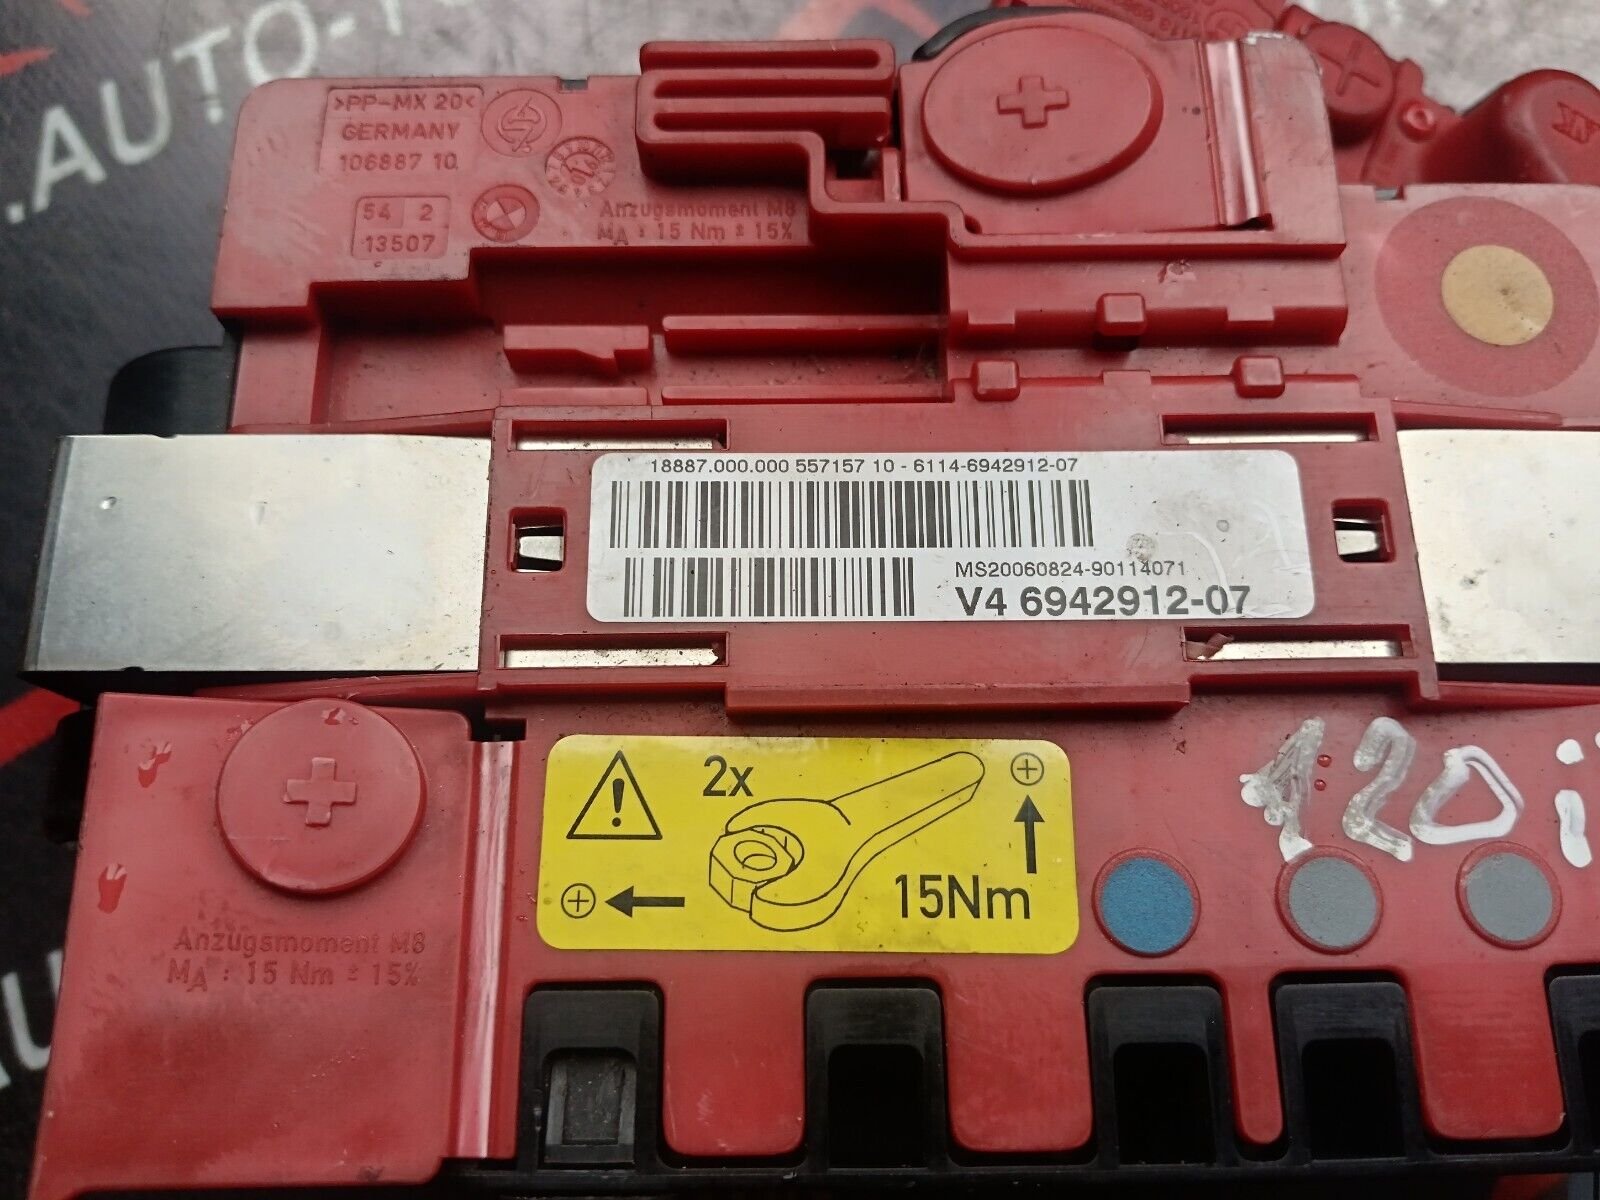 >PP-MX 20<
GERMANY
106887 10
54 2
13507
Anzugsmoment M8
MA : 15 Nm ± 15%
18887.000.000 557157 10 - 6114-6942912-07
MS20060824-90114071
V4 6942912-07
2x
15Nm
120i
Anzugsmoment M8
MA : 15 Nm ± 15%
.AUTO-